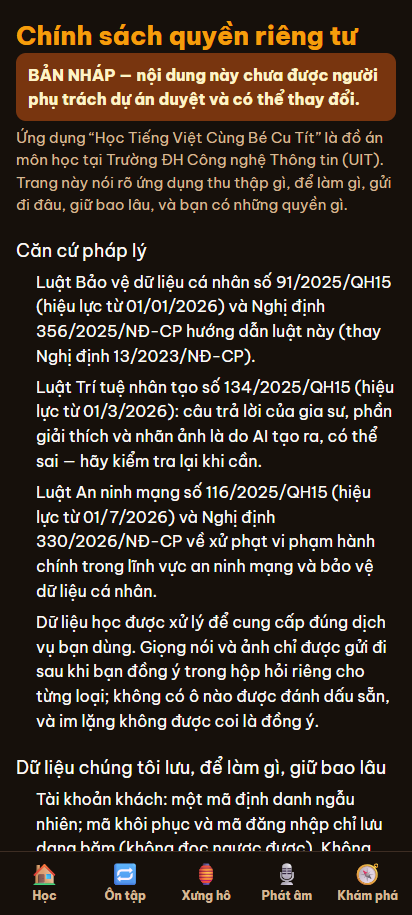 Chính sách quyền riêng tư
BẢN NHÁP — nội dung này chưa được người
phụ trách dự án duyệt và có thể thay đổi.
Ứng dụng “Học Tiếng Việt Cùng Bé Cu Tít” là đồ án
môn học tại Trường ĐH Công nghệ Thông tin (UIT).
Trang này nói rõ ứng dụng thu thập gì, để làm gì, gửi
đi đâu, giữ bao lâu, và bạn có những quyền gì.
Căn cứ pháp lý
Luật Bảo vệ dữ liệu cá nhân số 91/2025/QH15
(hiệu lực từ 01/01/2026) và Nghị định
356/2025/NĐ-CP hướng dẫn luật này (thay
Nghị định 13/2023/NĐ-CP).
Luật Trí tuệ nhân tạo số 134/2025/QH15 (hiệu
lực từ 01/3/2026): câu trả lời của gia sư, phần
giải thích và nhãn ảnh là do AI tạo ra, có thể
sai — hãy kiểm tra lại khi cần.
Luật An ninh mạng số 116/2025/QH15 (hiệu
lực từ 01/7/2026) và Nghị định
330/2026/NĐ-CP về xử phạt vi phạm hành
chính trong lĩnh vực an ninh mạng và bảo vệ
dữ liệu cá nhân.
Dữ liệu học được xử lý để cung cấp đúng dịch
vụ bạn dùng. Giọng nói và ảnh chỉ được gửi đi
sau khi bạn đồng ý trong hộp hỏi riêng cho
từng loại; không có ô nào được đánh dấu sẵn,
và im lặng không được coi là đồng ý.
Dữ liệu chúng tôi lưu, để làm gì, giữ bao lâu
Tài khoản khách: một mã định danh ngẫu
nhiên; mã khôi phục và mã đăng nhập chỉ lưu
dạng băm (không đọc ngược được). Không
Học
Ôn tập
Xưng hô
Phát âm
Khám phá